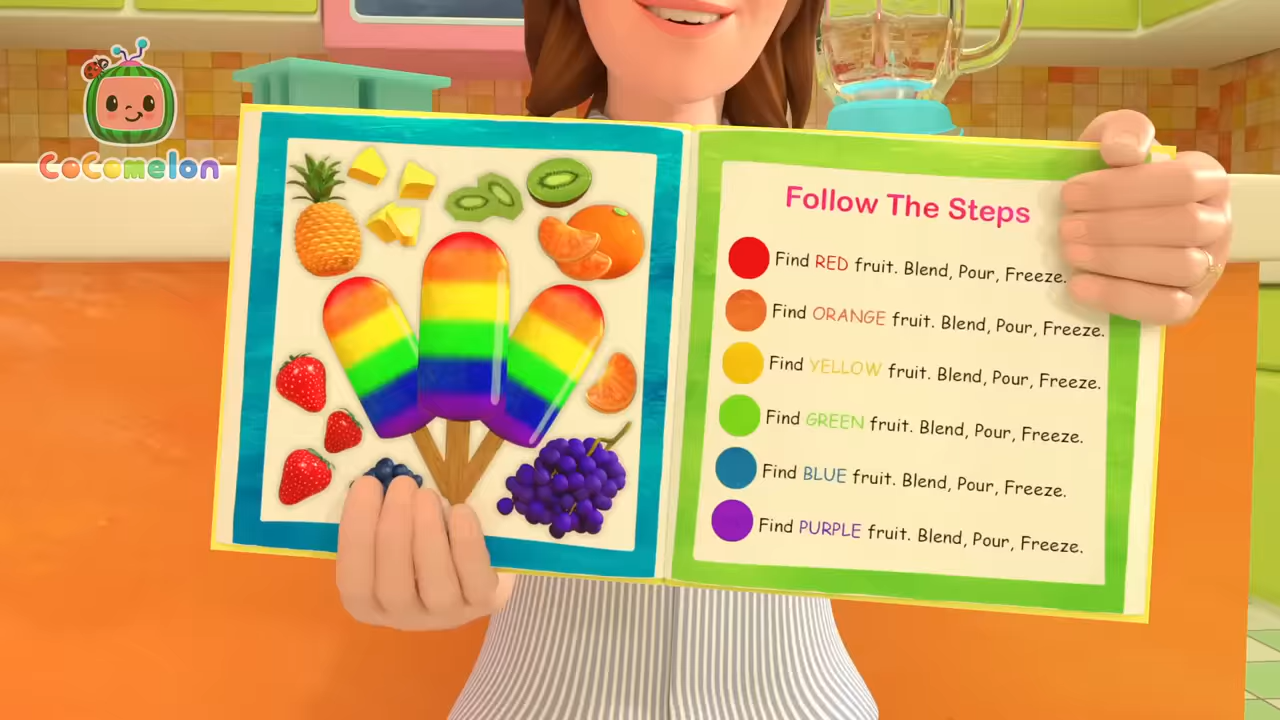 CoComelon
Follow The Steps
Find RED fruit. Blend, Pour, Freeze.
Find ORANGE fruit. Blend, Pour, Freeze.
Find YELLOW fruit. Blend, Pour, Freeze.
Find GREEN fruit. Blend, Pour, Freeze.
Find BLUE fruit. Blend, Pour, Freeze.
Find PURPLE fruit. Blend, Pour, Freeze.